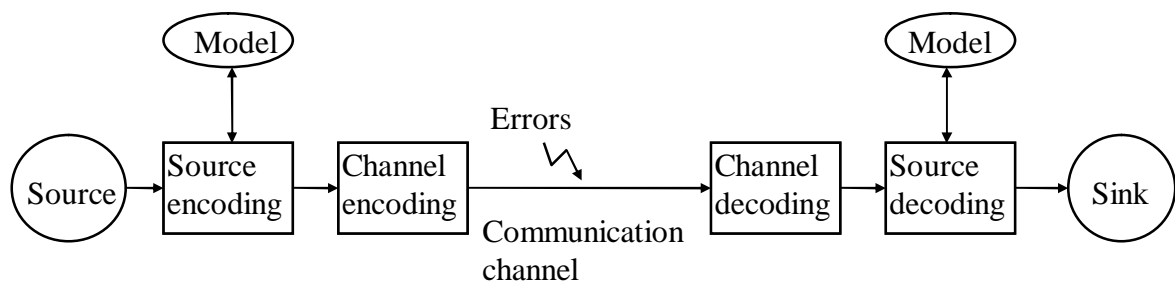 Model
Model
Errors
Source
Source
encoding
Channel
encoding
Communication
channel
Channel
decoding
Source
decoding
Sink